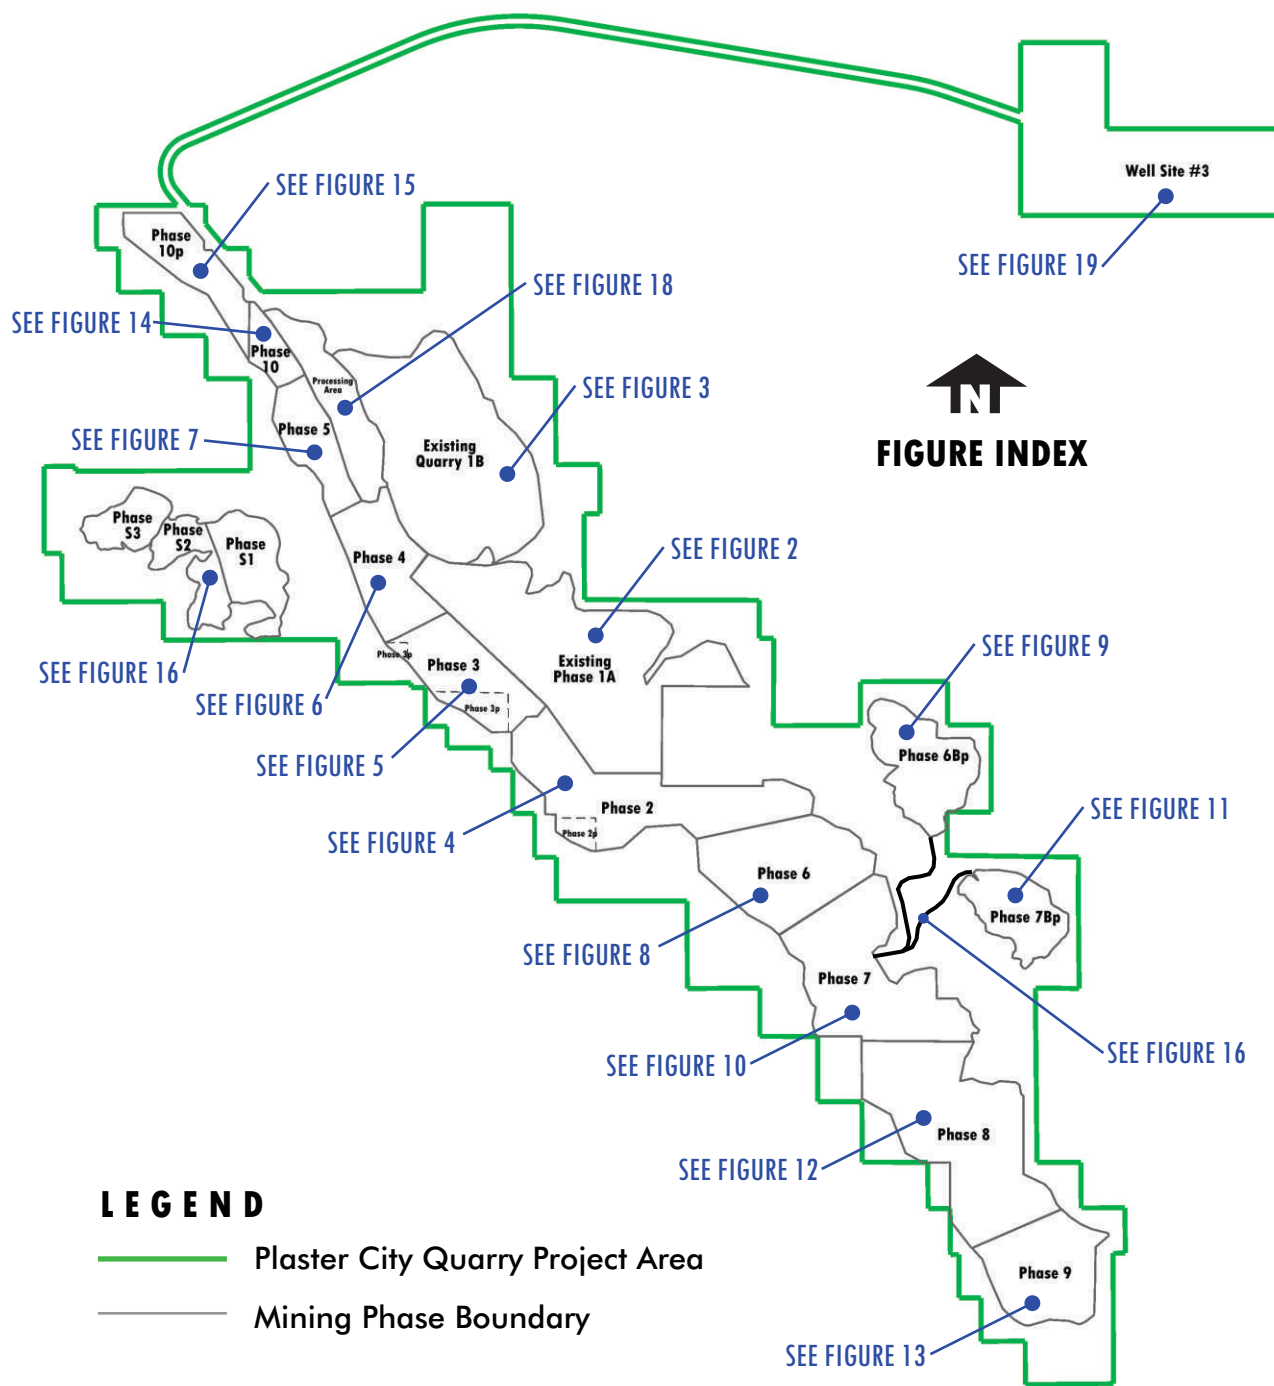 Well Site #3
SEE FIGURE 15
Phase
10p
SEE FIGURE 19
SEE FIGURE 18
SEE FIGURE 14
Phase
10
Processing
Area
SEE FIGURE 3
N
FIGURE INDEX
Phase 5
SEE FIGURE 7
Existing
Quarry 1B
Phase
S3
Phase
S2
Phase
S1
Phase 4
SEE FIGURE 2
SEE FIGURE 9
Phase 3p
Phase 3
Existing
Phase 1A
SEE FIGURE 16
SEE FIGURE 6
Phase 3p
Phase 6Bp
SEE FIGURE 5
Phase 2
SEE FIGURE 11
Phase 2p
SEE FIGURE 4
Phase 6
Phase 7Bp
SEE FIGURE 8
Phase 7
SEE FIGURE 16
SEE FIGURE 10
Phase 8
SEE FIGURE 12
LEGEND
Plaster City Quarry Project Area
Mining Phase Boundary
Phase 9
SEE FIGURE 13